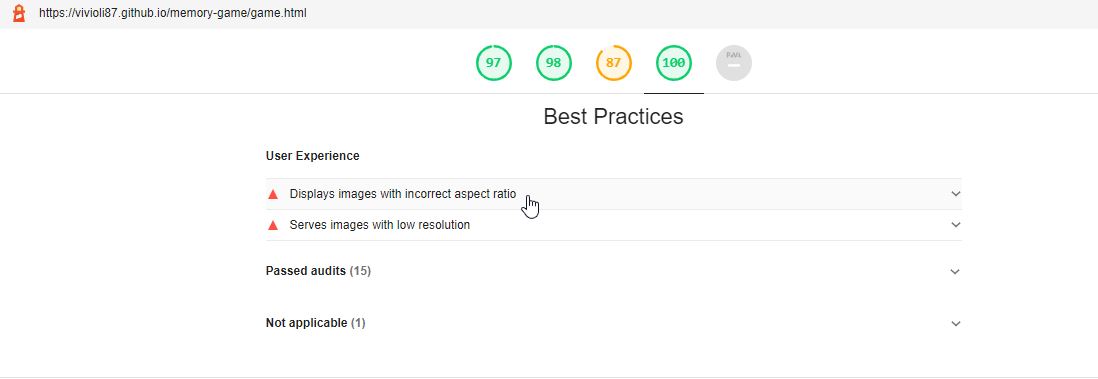 https://vivioli87.github.io/memory-game/game.html
97 98 87 100 PWA
Best Practices
User Experience
Displays images with incorrect aspect ratio
Serves images with low resolution
Passed audits (15)
Not applicable (1)